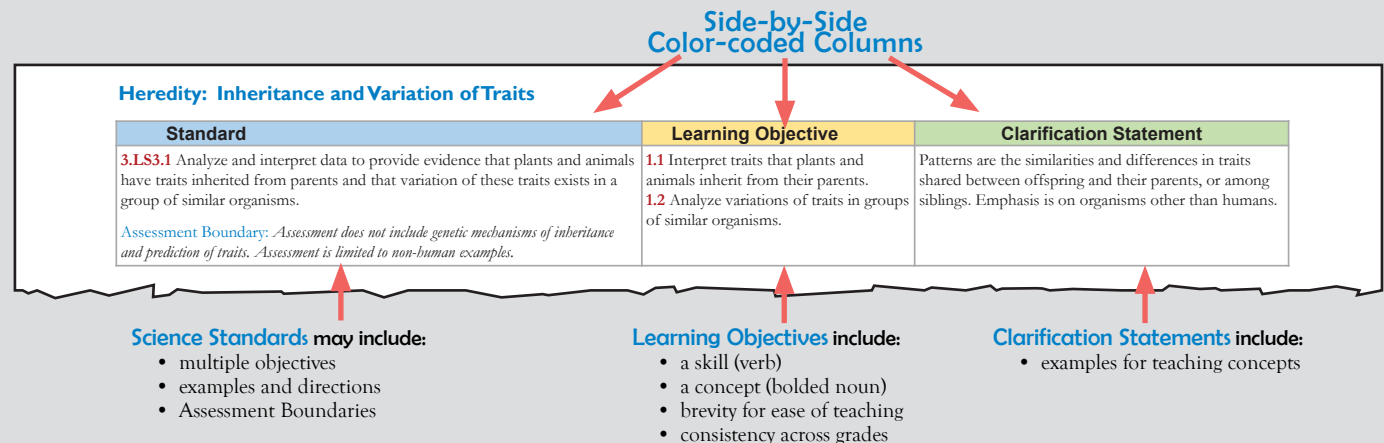 Side-by-Side
Color-coded Columns
Heredity: Inheritance and Variation of Traits
Standard
3.LS3.1 Analyze and interpret data to provide evidence that plants and animals
have traits inherited from parents and that variation of these traits exists in a
group of similar organisms.
Assessment Boundary: Assessment does not include genetic mechanisms of inheritance
and prediction of traits. Assessment is limited to non-human examples.
Learning Objective
1.1 Interpret traits that plants and
animals inherit from their parents.
1.2 Analyze variations of traits in groups
of similar organisms.
Clarification Statement
Patterns are the similarities and differences in traits
shared between offspring and their parents, or among
siblings. Emphasis is on organisms other than humans.
Science Standards may include:
• multiple objectives
• examples and directions
• Assessment Boundaries
Learning Objectives include:
• a skill (verb)
• a concept (bolded noun)
• brevity for ease of teaching
• consistency across grades
Clarification Statements include:
• examples for teaching concepts